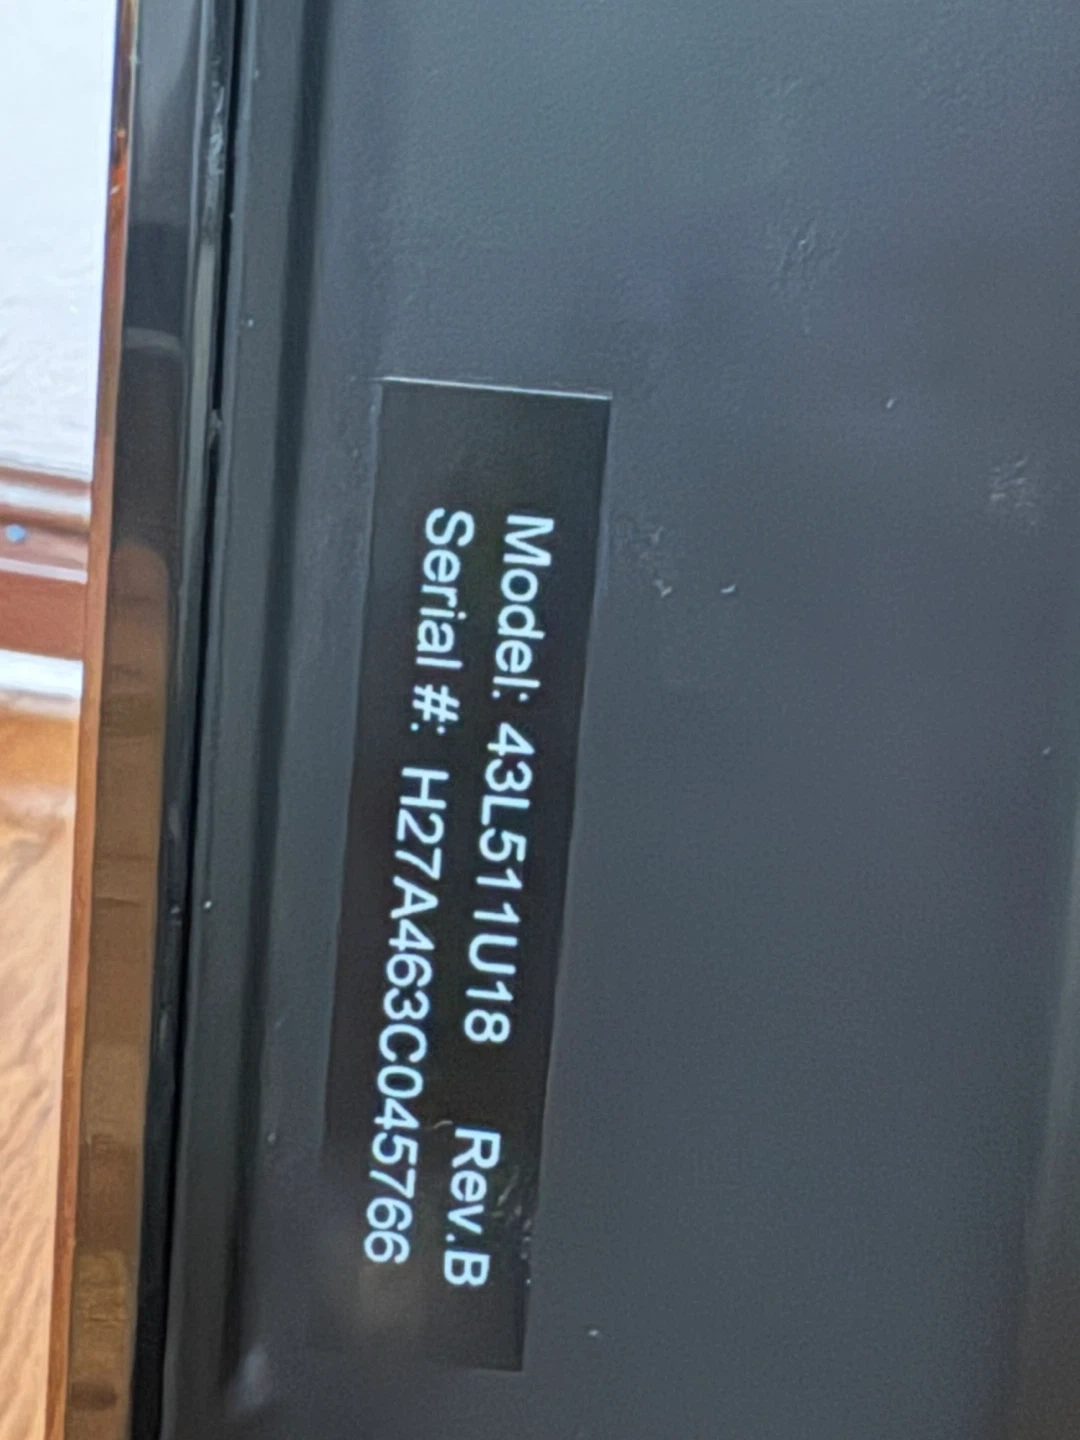 Model: 43L511U18 Rev.B
Serial #: H27A463C045766